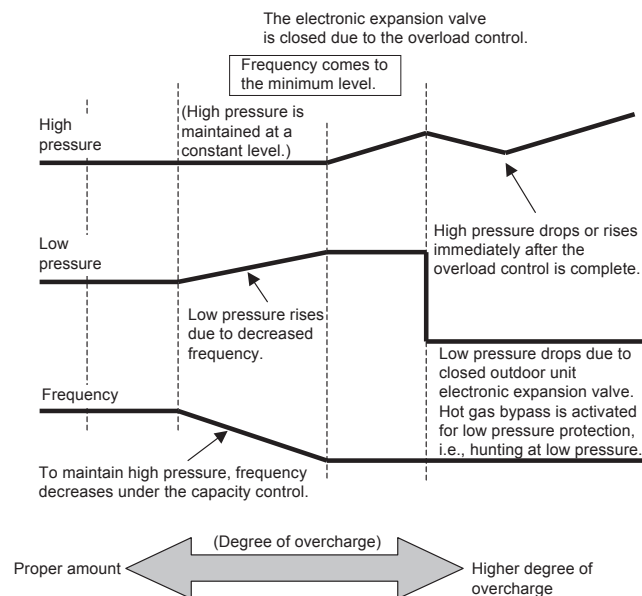 The electronic expansion valve
is closed due to the overload control.
Frequency comes to
the minimum level.
(High pressure is
maintained at a
constant level.)
High
pressure
High pressure drops or rises
immediately after the
overload control is complete.
Low
pressure
Low pressure rises
due to decreased
frequency.
Low pressure drops due to
closed outdoor unit
electronic expansion valve.
Hot gas bypass is activated
for low pressure protection,
i.e., hunting at low pressure.
Frequency
To maintain high pressure, frequency
decreases under the capacity control.
(Degree of overcharge)
Proper amount
Higher degree of
overcharge